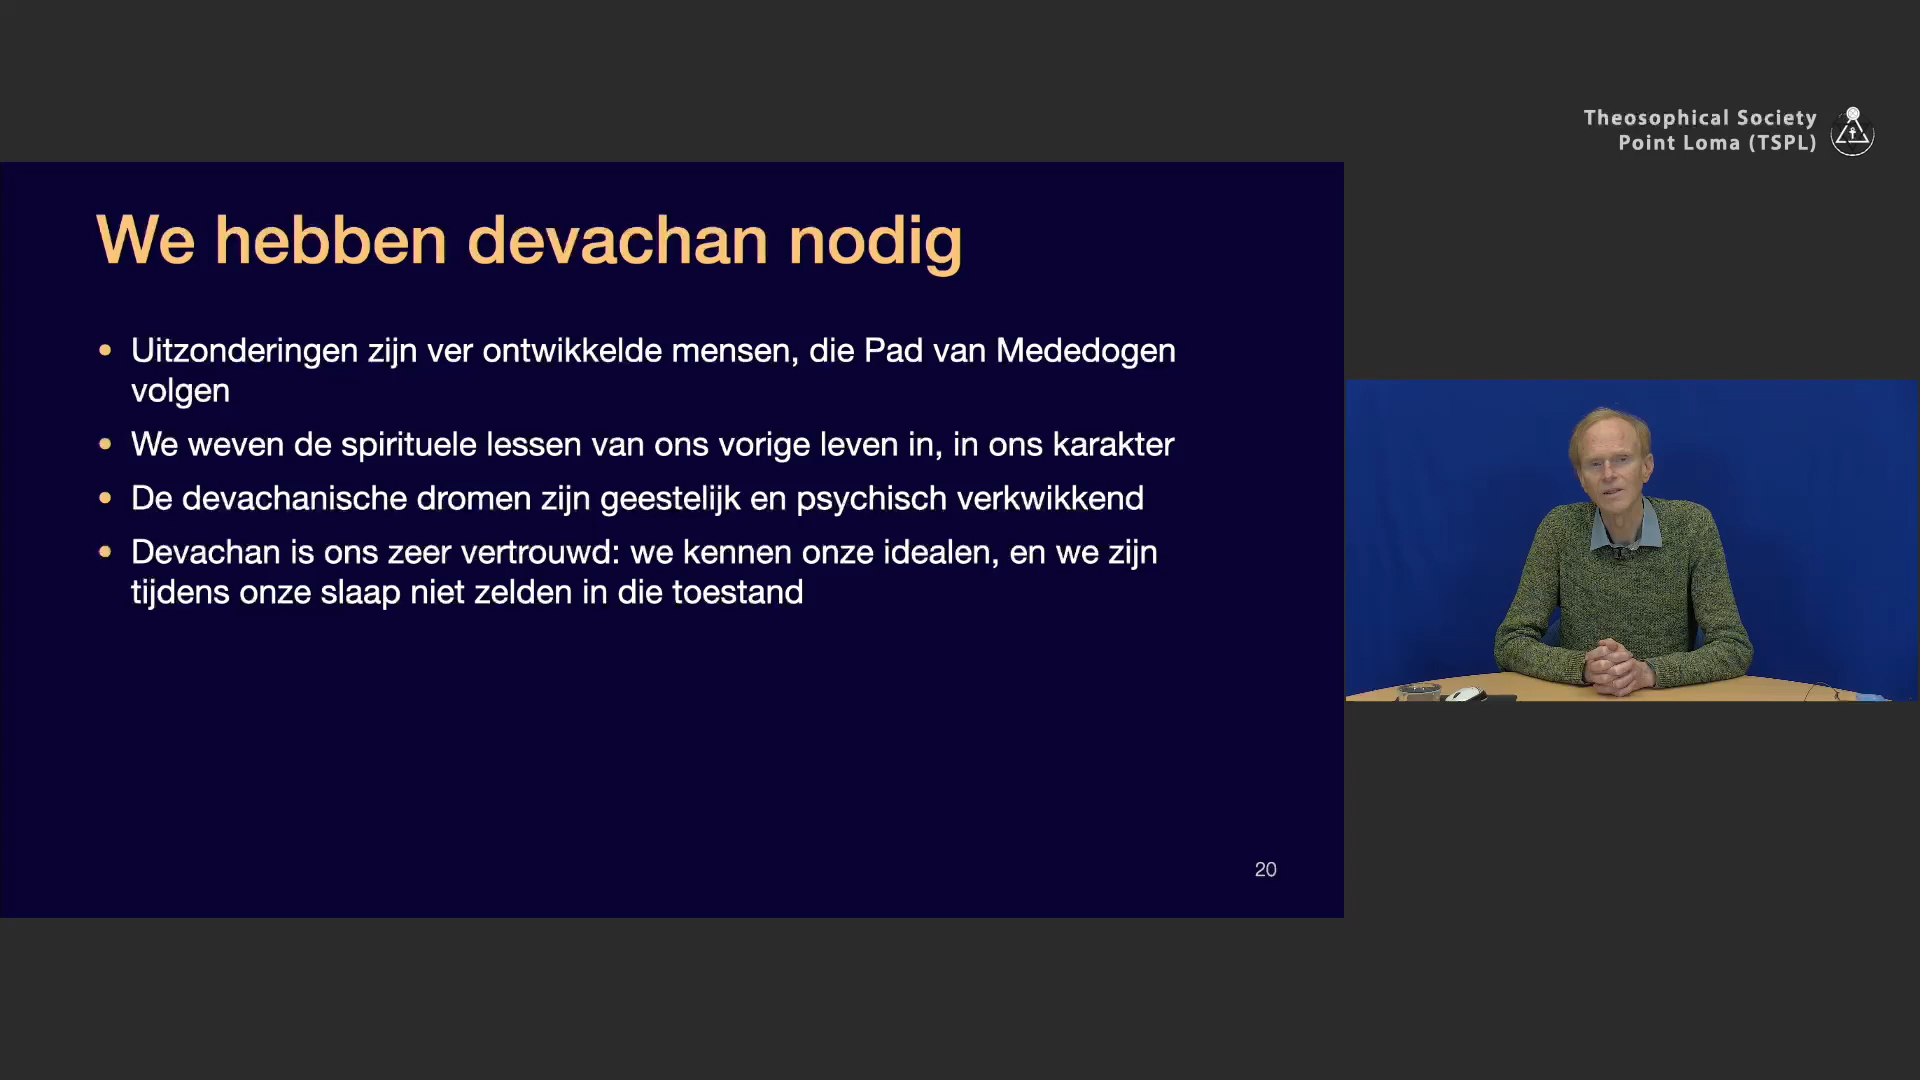 Theosophical Society
Point Loma (TSPL)
We hebben devachan nodig
• Uitzonderingen zijn ver ontwikkelde mensen, die Pad van Mededogen
volgen
• We weven de spirituele lessen van ons vorige leven in, in ons karakter
• De devachanische dromen zijn geestelijk en psychisch verkwikkend
• Devachan is ons zeer vertrouwd: we kennen onze idealen, en we zijn
tijdens onze slaap niet zelden in die toestand
20